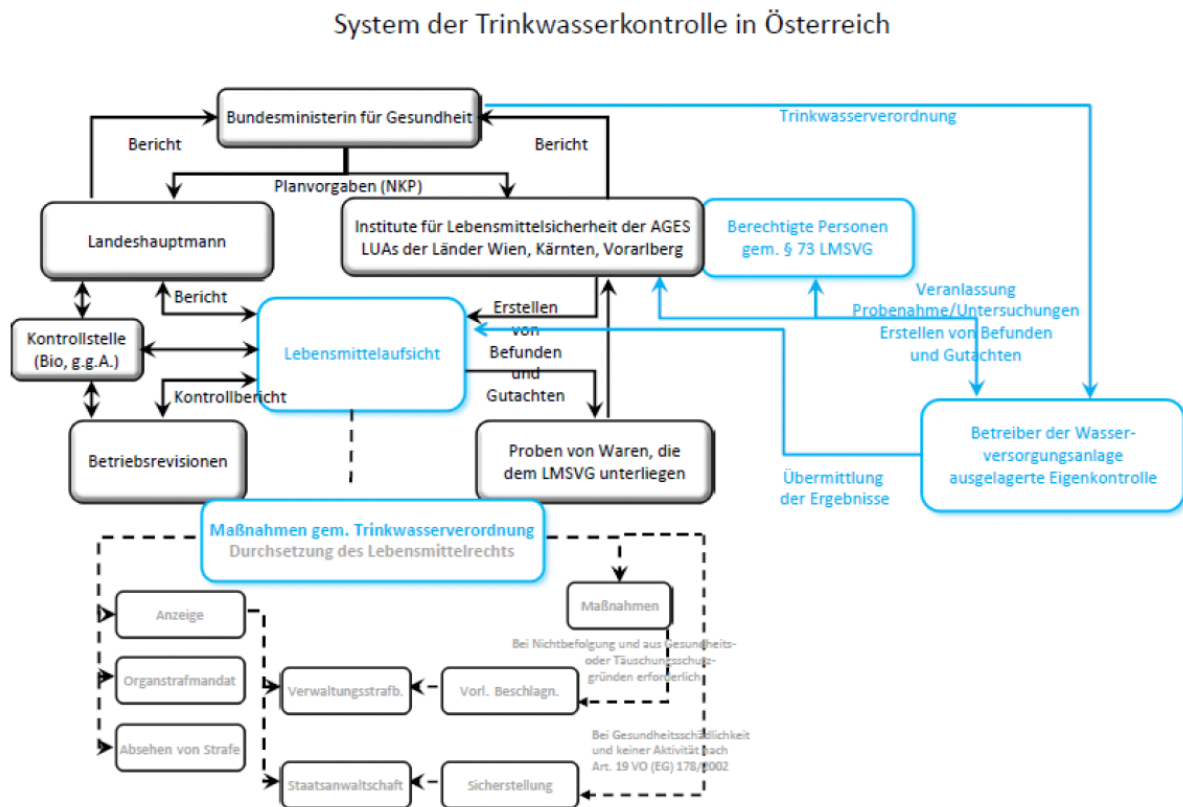 System der Trinkwasserkontrolle in Österreich
Bundesministerin für Gesundheit
Trinkwasserverordnung
Bericht
Bericht
Planvorgaben (NKP)
Landeshauptmann
Institute für Lebensmittelsicherheit der AGES
LUAs der Länder Wien, Kärnten, Vorarlberg
Berechtigte Personen
gem. § 73 LMSVG
Bericht
Erstellen
von
Befunden
und
Gutachten
Veranlassung
Probenahme/Untersuchungen
Erstellen von Befunden
und Gutachten
Kontrollstelle
(Bio, g.g.A.)
Lebensmittelaufsicht
Kontrollbericht
Betriebsrevisionen
Proben von Waren, die
dem LMSVG unterliegen
Betreiber der Wasser-
versorgungsanlage
ausgelagerte Eigenkontrolle
Übermittlung
der Ergebnisse
Maßnahmen gem. Trinkwasserverordnung
Durchsetzung des Lebensmittelrechts
Anzeige
Maßnahmen
Bei Nichtbefolgung und aus Gesundheits-
oder Täuschungsschutz-
gründen erforderlich
Organstrafmandat
Verwaltungsstrafb.
Vorl. Beschlagn.
Absehen von Strafe
Bei Gesundheitsschädlichkeit
und keiner Aktivität nach
Art. 19 VO (EG) 178/2002
Staatsanwaltschaft
Sicherstellung